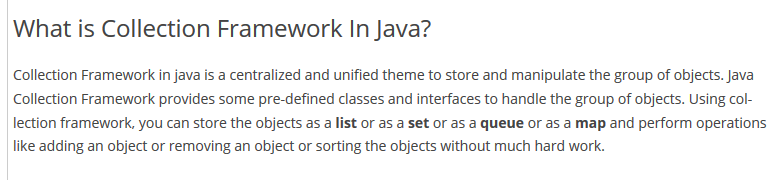 What is Collection Framework In Java?
Collection Framework in java is a centralized and unified theme to store and manipulate the group of objects. Java
Collection Framework provides some pre-defined classes and interfaces to handle the group of objects. Using col-
lection framework, you can store the objects as a list or as a set or as a queue or as a map and perform operations
like adding an object or removing an object or sorting the objects without much hard work.